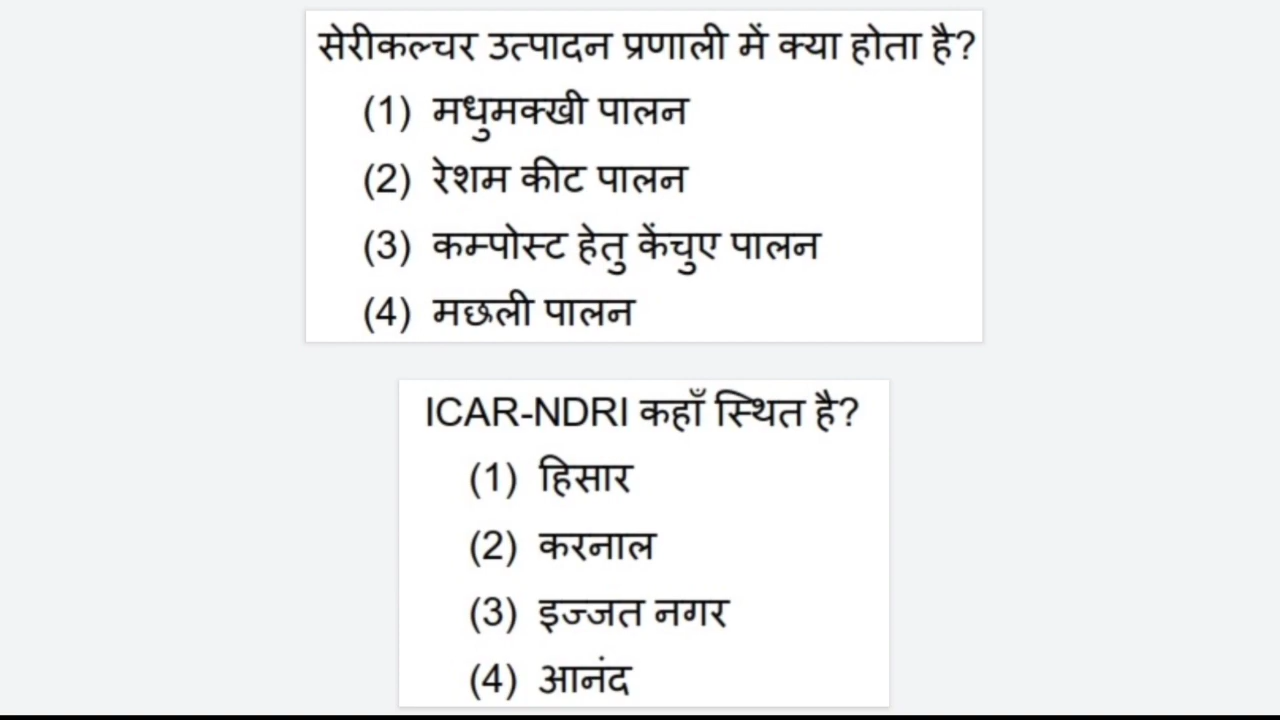 सेरीकल्चर उत्पादन प्रणाली में क्या होता है?
(1) मधुमक्खी पालन
(2) रेशम कीट पालन
(3) कम्पोस्ट हेतु केंचुए पालन
(4) मछली पालन
ICAR-NDRI कहाँ स्थित है?
(1) हिसार
(2) करनाल
(3) इज्जत नगर
(4) आनंद